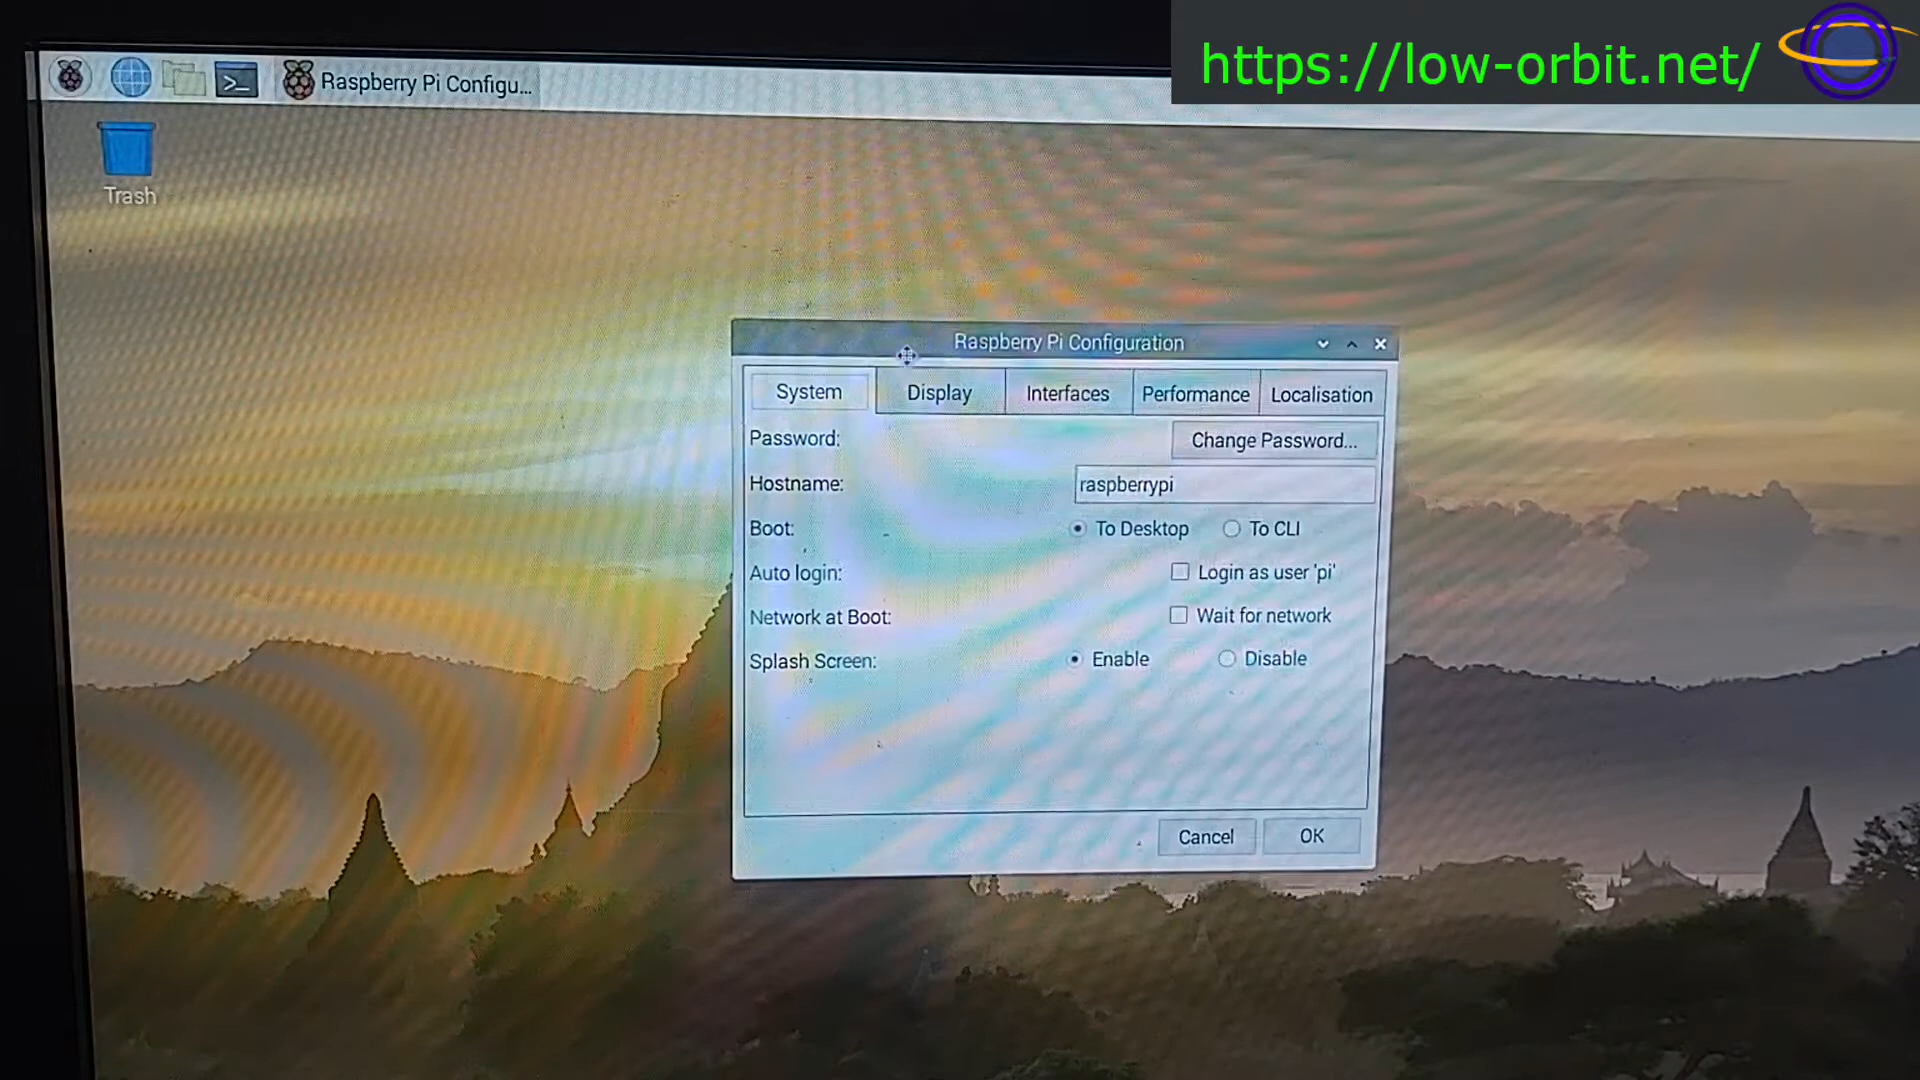 https://low-orbit.net/
Raspberry Pi Configu...
Trash
Raspberry Pi Configuration
System Display Interfaces Performance Localisation
Password: Change Password...
Hostname: raspberrypi
Boot: To Desktop To CLI
Auto login: Login as user 'pi'
Network at Boot: Wait for network
Splash Screen: Enable Disable
Cancel OK